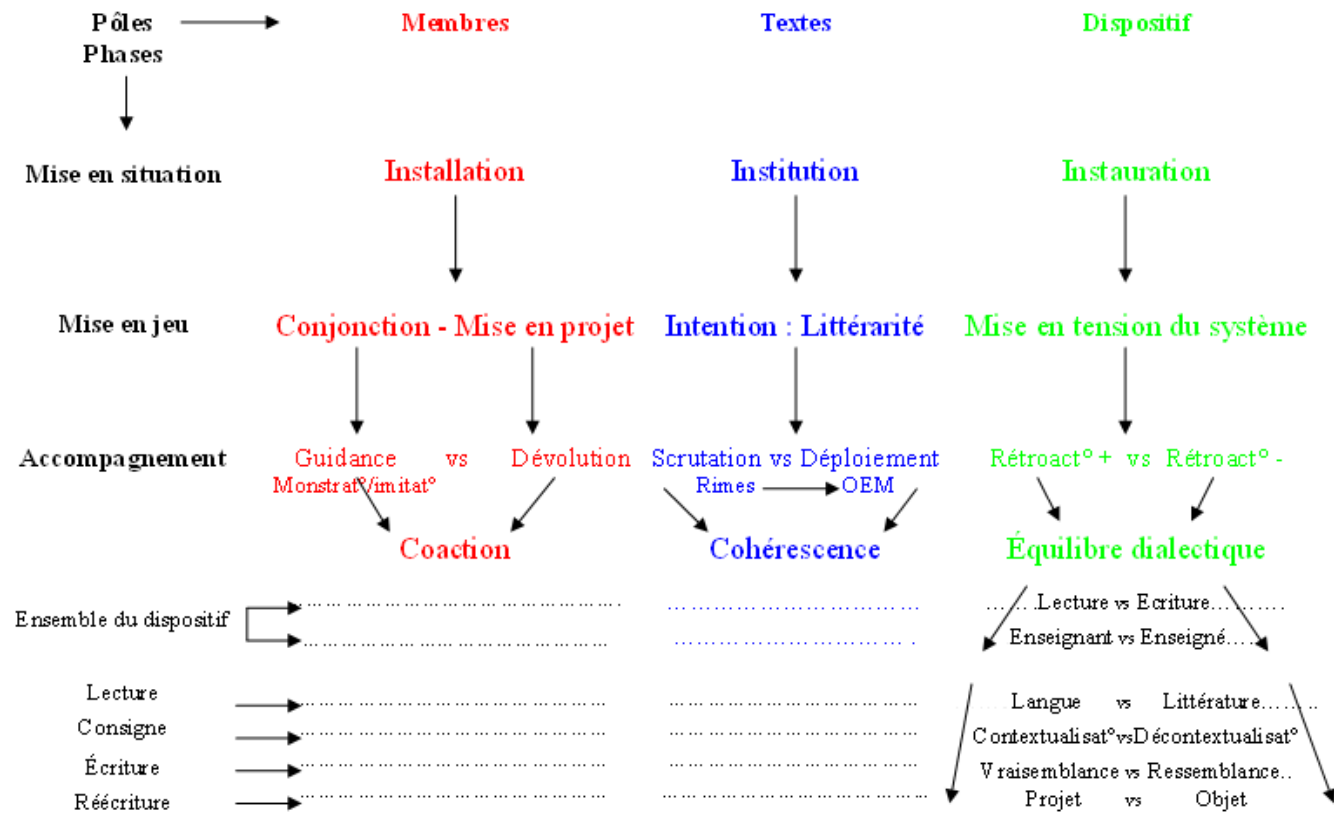 Pôles Membres Textes Dispositif
Phases
Mise en situation Installation Institution Instauration
Mise en jeu Conjonction - Mise en projet Intention : Littérarité Mise en tension du système
Accompagnement Guidance vs Dévolution Scrutation vs Déploiement Rétroact° + vs Rétroact° -
Monstrat°/imitat° Rimes OEM
Coaction Cohérescence Équilibre dialectique
Ensemble du dispositif
Lecture vs Ecriture
Enseignant vs Enseigné
Lecture Langue vs Littérature
Consigne Contextualisat° vs Décontextualisat°
Écriture Vraisemblance vs Ressemblance
Réécriture Projet vs Objet